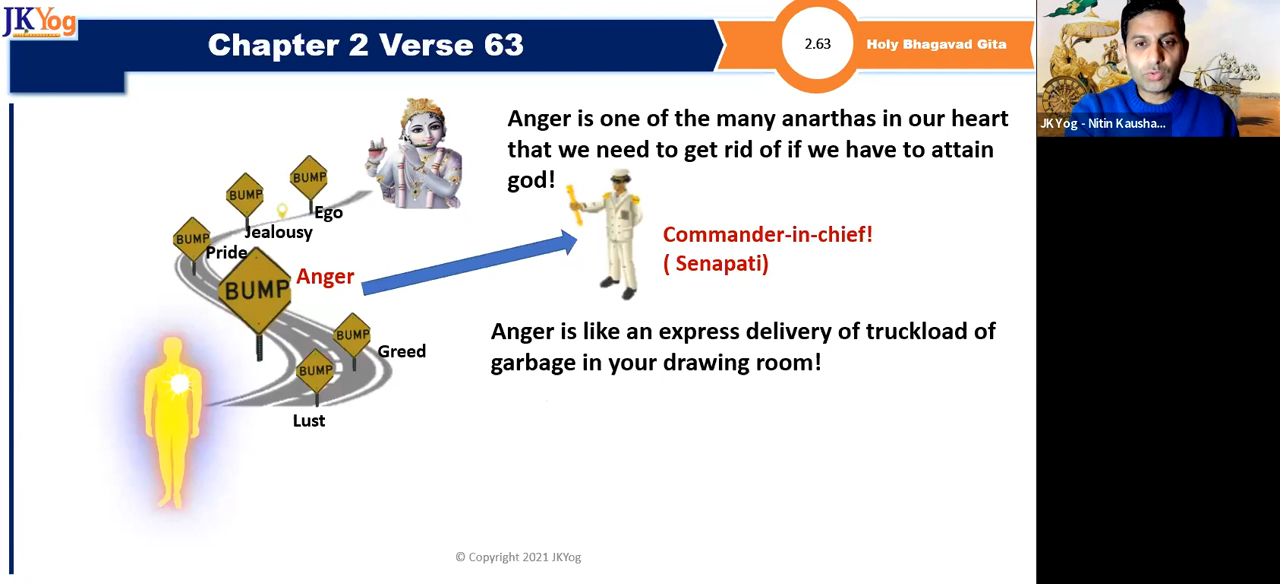 JKYog
Chapter 2 Verse 63
2.63
Holy Bhagavad Gita
JKYog - Nitin Kausha...
Anger is one of the many anarthas in our heart
that we need to get rid of if we have to attain
god!
BUMP
BUMP
Ego
Jealousy
BUMP
Pride
BUMP
Anger
Commander-in-chief!
( Senapati)
Anger is like an express delivery of truckload of
garbage in your drawing room!
BUMP
Greed
BUMP
Lust
© Copyright 2021 JKYog